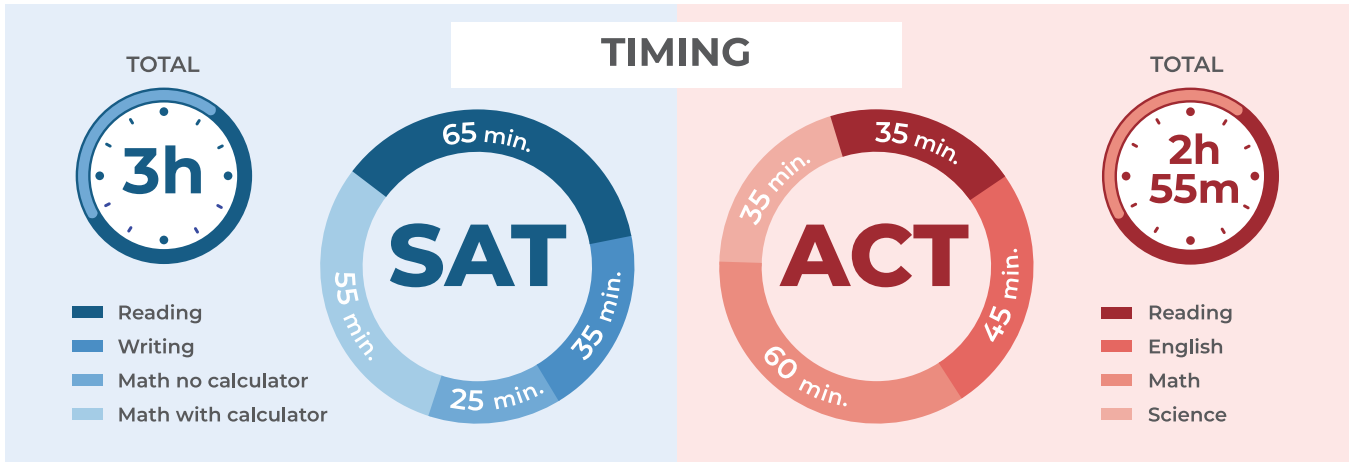 TIMING
TOTAL
3h
65 min.
35 min.
25 min.
55 min.
SAT
Reading
Writing
Math no calculator
Math with calculator
35 min.
45 min.
60 min.
35 min.
ACT
TOTAL
2h
55m
Reading
English
Math
Science